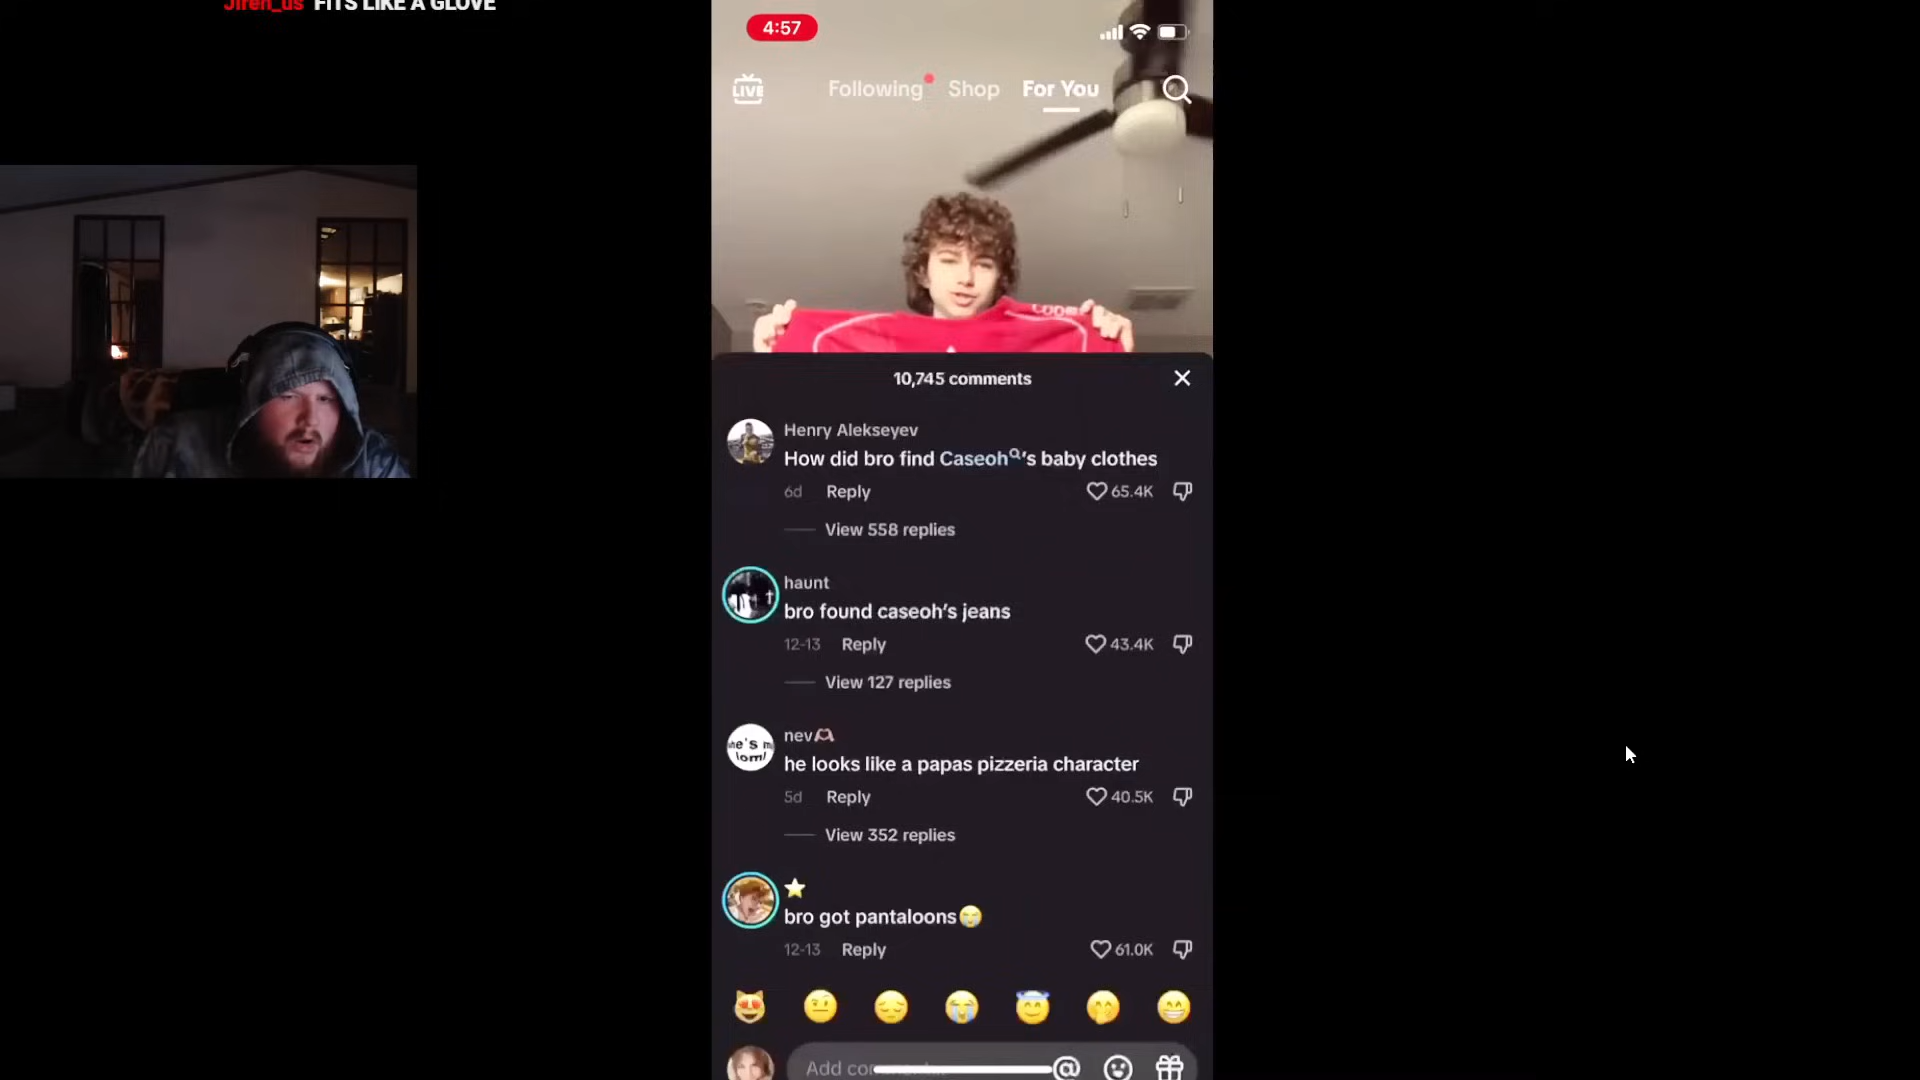 Jiren_us FITS LIKE A GLOVE
4:57
LIVE
Following Shop For You
10,745 comments
Henry Alekseyev
How did bro find Caseoh's baby clothes
6d Reply 65.4K
View 558 replies
haunt
bro found caseoh's jeans
12-13 Reply 43.4K
View 127 replies
nev🫶🏽
he looks like a papas pizzeria character
5d Reply 40.5K
View 352 replies
⭐
bro got pantaloons😭
12-13 Reply 61.0K
Add